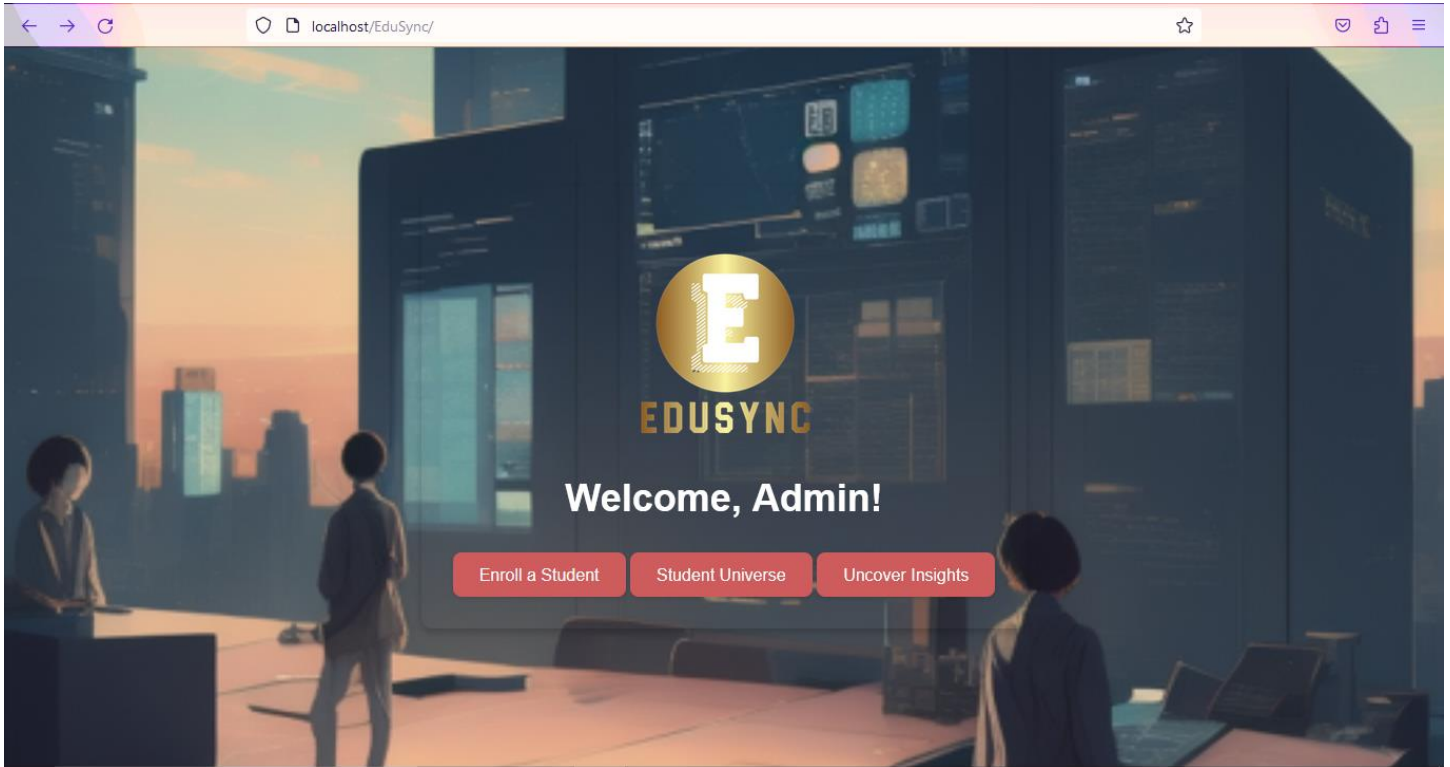 localhost/EduSync/
E
EDUSYNC
Welcome, Admin!
Enroll a Student Student Universe Uncover Insights